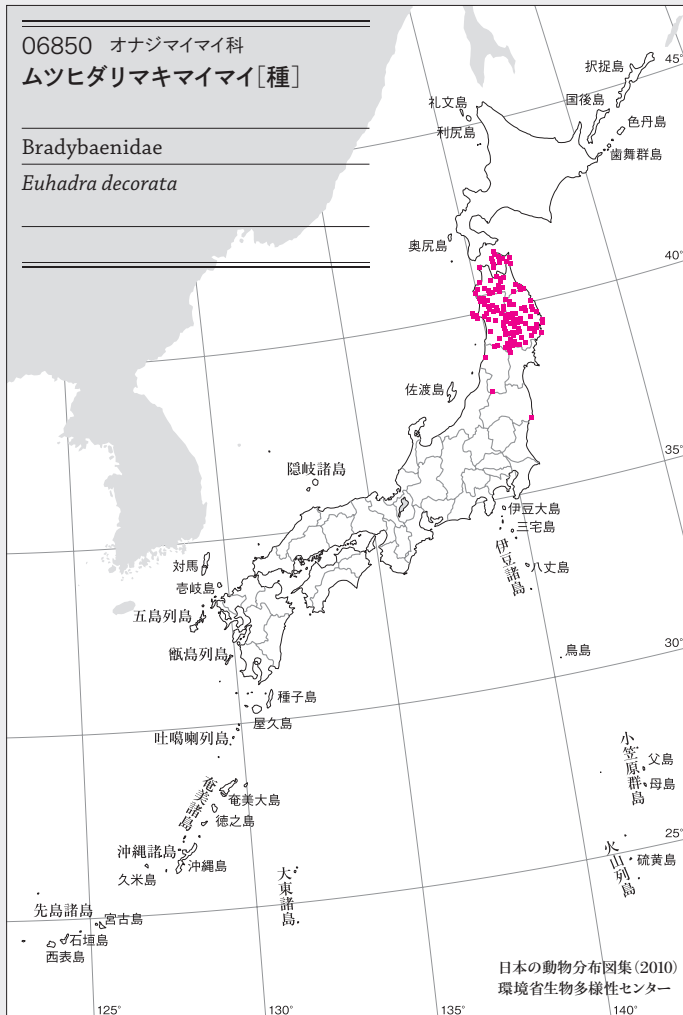 06850 オナジマイマイ科
ムツヒダリマキマイマイ[種]
Bradybaenidae
Euhadra decorata
45°
択捉島
国後島
礼文島
色丹島
利尻島
歯舞群島
奥尻島
40°
佐渡島
35°
隠岐諸島
伊豆大島
三宅島
伊豆諸島
八丈島
対馬
壱岐島
五島列島
甑島列島
鳥島
30°
種子島
屋久島
吐噶喇列島
小笠原群島
父島
母島
奄美諸島
奄美大島
徳之島
25°
沖縄諸島
沖縄島
久米島
火山列島
硫黄島
大東諸島
先島諸島
宮古島
石垣島
西表島
日本の動物分布図集(2010)
環境省生物多様性センター
125°
130°
135°
140°